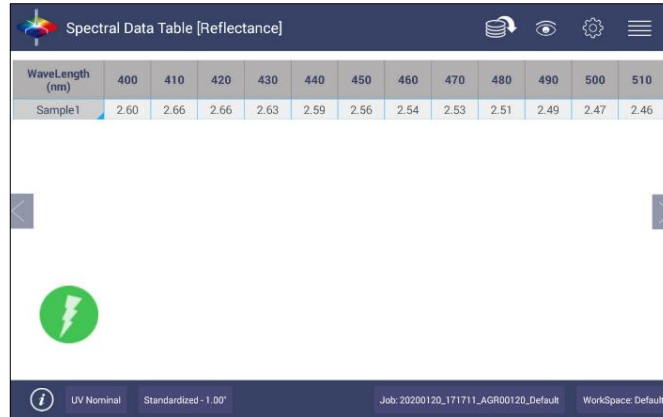 Spectral Data Table [Reflectance]
WaveLength (nm) 400 410 420 430 440 450 460 470 480 490 500 510
Sample1 2.60 2.66 2.66 2.63 2.59 2.56 2.54 2.53 2.51 2.49 2.47 2.46
i UV Nominal Standardized - 1.00" Job: 20200120_171711_AGR00120_Default WorkSpace: Default